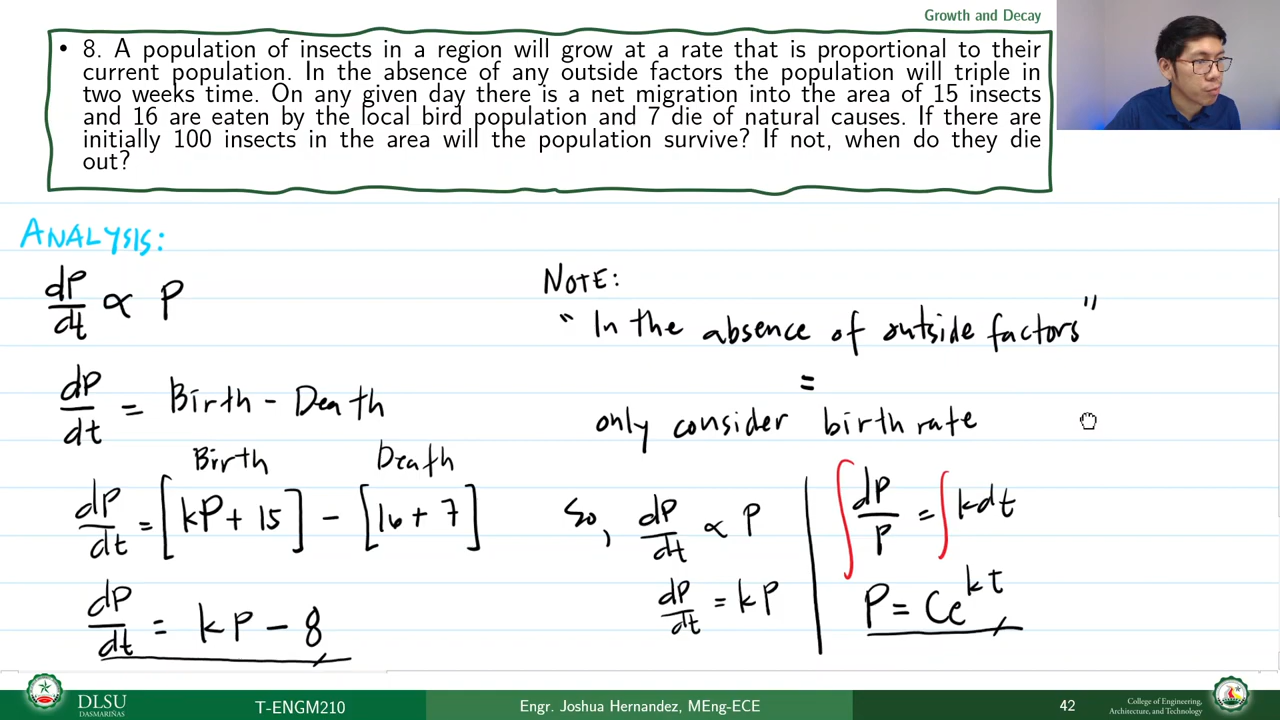 Growth and Decay
• 8. A population of insects in a region will grow at a rate that is proportional to their
current population. In the absence of any outside factors the population will triple in
two weeks time. On any given day there is a net migration into the area of 15 insects
and 16 are eaten by the local bird population and 7 die of natural causes. If there are
initially 100 insects in the area will the population survive? If not, when do they die
out?
ANALYSIS:
dP/dt ∝ P
dP/dt = Birth - Death
Birth Death
dP/dt = [kP + 15] - [16 + 7]
dP/dt = kP - 8
NOTE:
"In the absence of outside factors"
=
only consider birth rate
So, dP/dt ∝ P
dP/dt = kP
∫ dP/P = ∫ kdt
P = Ce^kt
DLSU
DASMARIÑAS
T-ENGM210
Engr. Joshua Hernandez, MEng-ECE
42
College of Engineering,
Architecture, and Technology